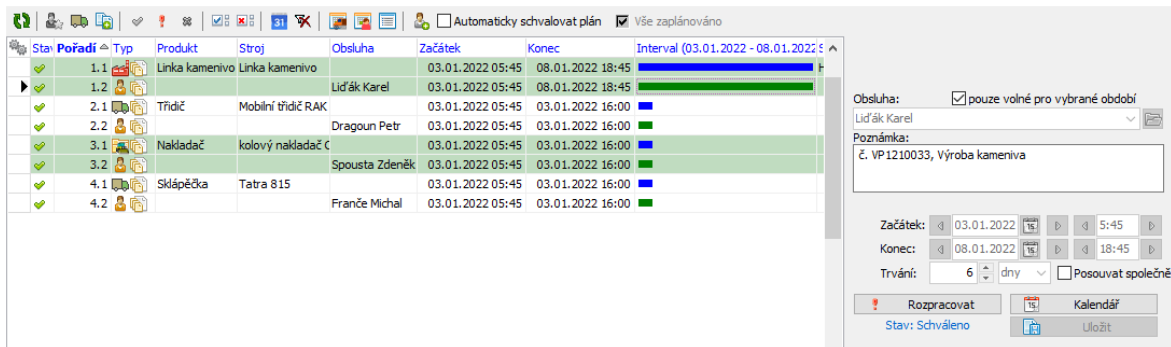 31 Automaticky schvalovat plán Vše zaplánováno
Stav Pořadí Typ Produkt Stroj Obsluha Začátek Konec Interval (03.01.2022 - 08.01.2022 S
1.1 Linka kamenivo Linka kamenivo 03.01.2022 05:45 08.01.2022 18:45 H
1.2 Liďák Karel 03.01.2022 05:45 08.01.2022 18:45
2.1 Třídič Mobilní třídič RAK 03.01.2022 05:45 03.01.2022 16:00
2.2 Dragoun Petr 03.01.2022 05:45 03.01.2022 16:00
3.1 Nakladač kolový nakladač C 03.01.2022 05:45 03.01.2022 16:00
3.2 Spousta Zdeněk 03.01.2022 05:45 03.01.2022 16:00
4.1 Sklápěčka Tatra 815 03.01.2022 05:45 03.01.2022 16:00
4.2 Franče Michal 03.01.2022 05:45 03.01.2022 16:00
Obsluha: pouze volné pro vybrané období
Liďák Karel
Poznámka:
č. VP1210033, Výroba kameniva
Začátek: 03.01.2022 15 5:45
Konec: 08.01.2022 15 18:45
Trvání: 6 dny Posouvat společně
Rozpracovat 15 Kalendář
Stav: Schváleno Uložit